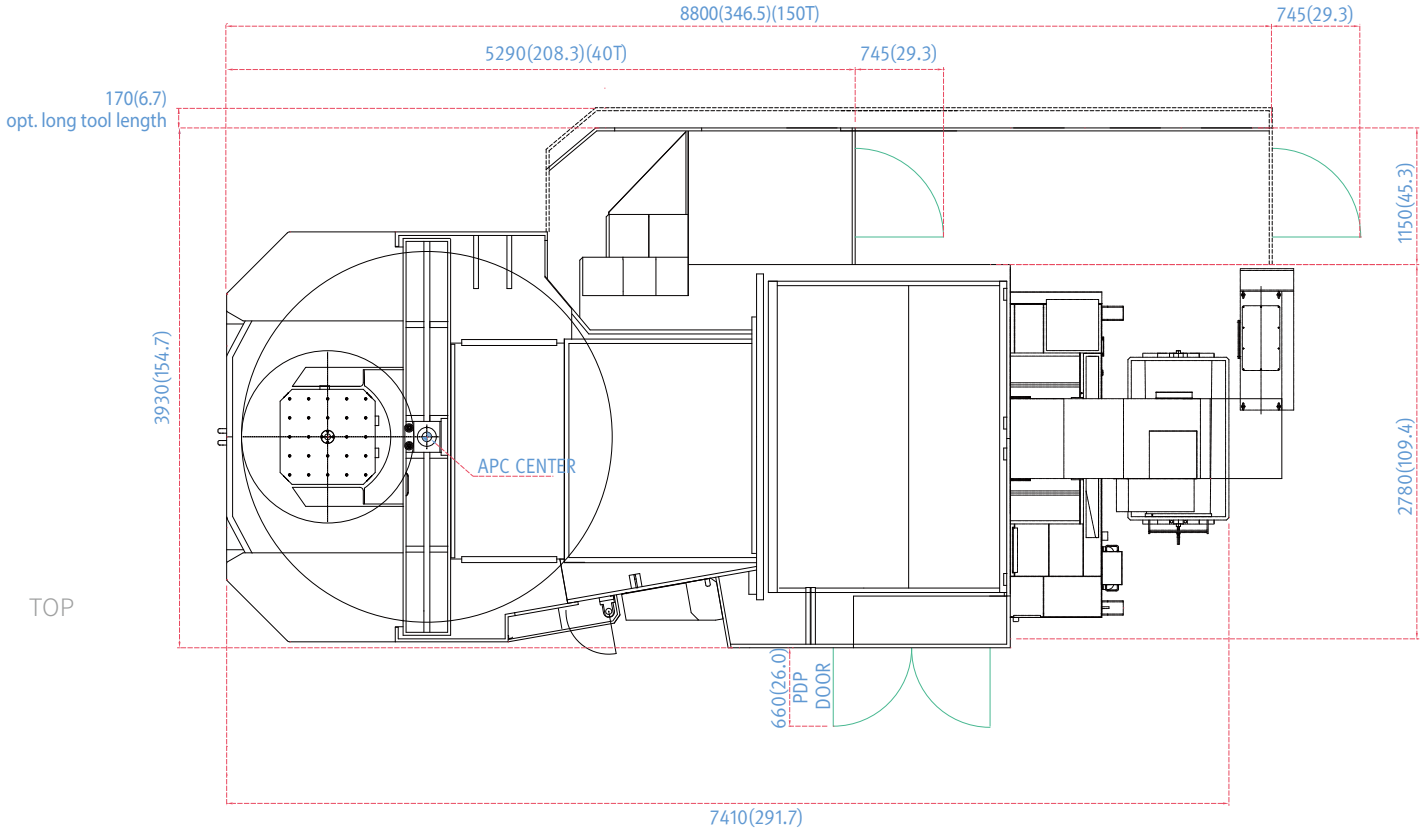 8800(346.5)(150T)
745(29.3)
5290(208.3)(40T)
745(29.3)
170(6.7)
opt. long tool length
1150(45.3)
3930(154.7)
APC CENTER
2780(109.4)
TOP
660(26.0)
PDP
DOOR
7410(291.7)